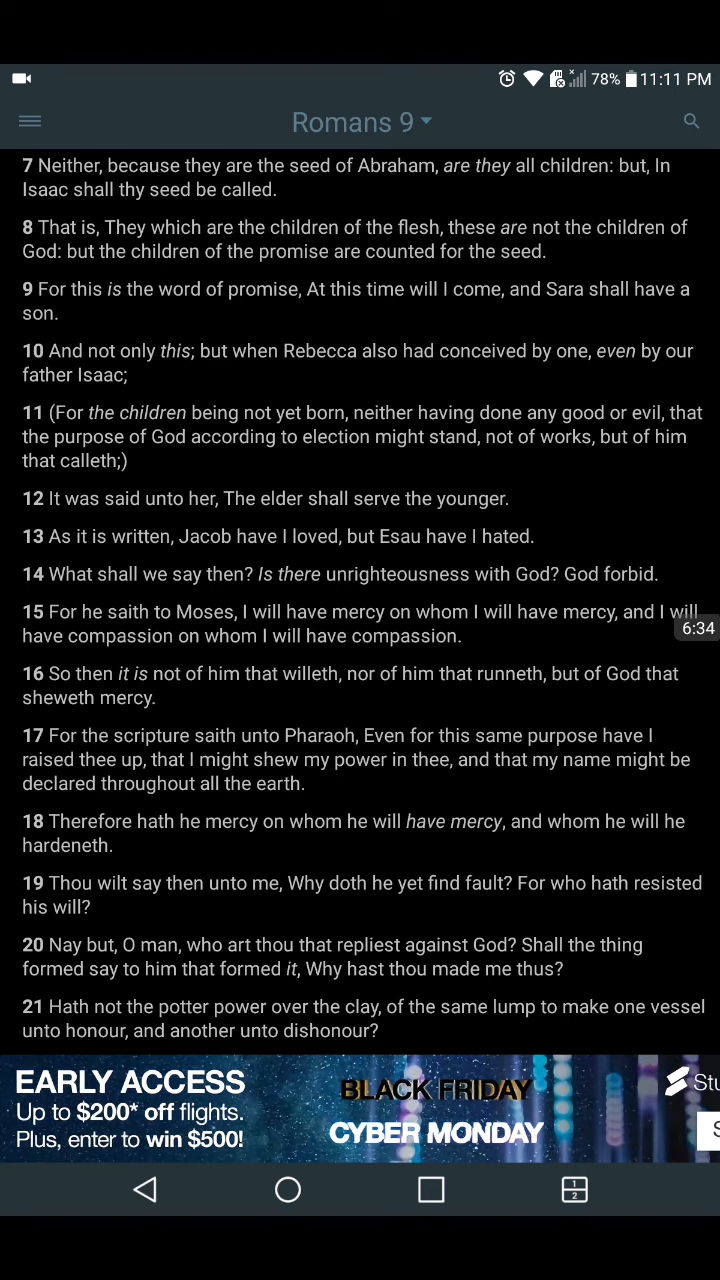 78% 11:11 PM
Romans 9
7 Neither, because they are the seed of Abraham, are they all children: but, In
Isaac shall thy seed be called.
8 That is, They which are the children of the flesh, these are not the children of
God: but the children of the promise are counted for the seed.
9 For this is the word of promise, At this time will I come, and Sara shall have a
son.
10 And not only this; but when Rebecca also had conceived by one, even by our
father Isaac;
11 (For the children being not yet born, neither having done any good or evil, that
the purpose of God according to election might stand, not of works, but of him
that calleth;)
12 It was said unto her, The elder shall serve the younger.
13 As it is written, Jacob have I loved, but Esau have I hated.
14 What shall we say then? Is there unrighteousness with God? God forbid.
15 For he saith to Moses, I will have mercy on whom I will have mercy, and I will
have compassion on whom I will have compassion.
6:34
16 So then it is not of him that willeth, nor of him that runneth, but of God that
sheweth mercy.
17 For the scripture saith unto Pharaoh, Even for this same purpose have I
raised thee up, that I might shew my power in thee, and that my name might be
declared throughout all the earth.
18 Therefore hath he mercy on whom he will have mercy, and whom he will he
hardeneth.
19 Thou wilt say then unto me, Why doth he yet find fault? For who hath resisted
his will?
20 Nay but, O man, who art thou that repliest against God? Shall the thing
formed say to him that formed it, Why hast thou made me thus?
21 Hath not the potter power over the clay, of the same lump to make one vessel
unto honour, and another unto dishonour?
EARLY ACCESS
Up to $200* off flights.
Plus, enter to win $500!
BLACK FRIDAY
CYBER MONDAY
Stu
S
1
2